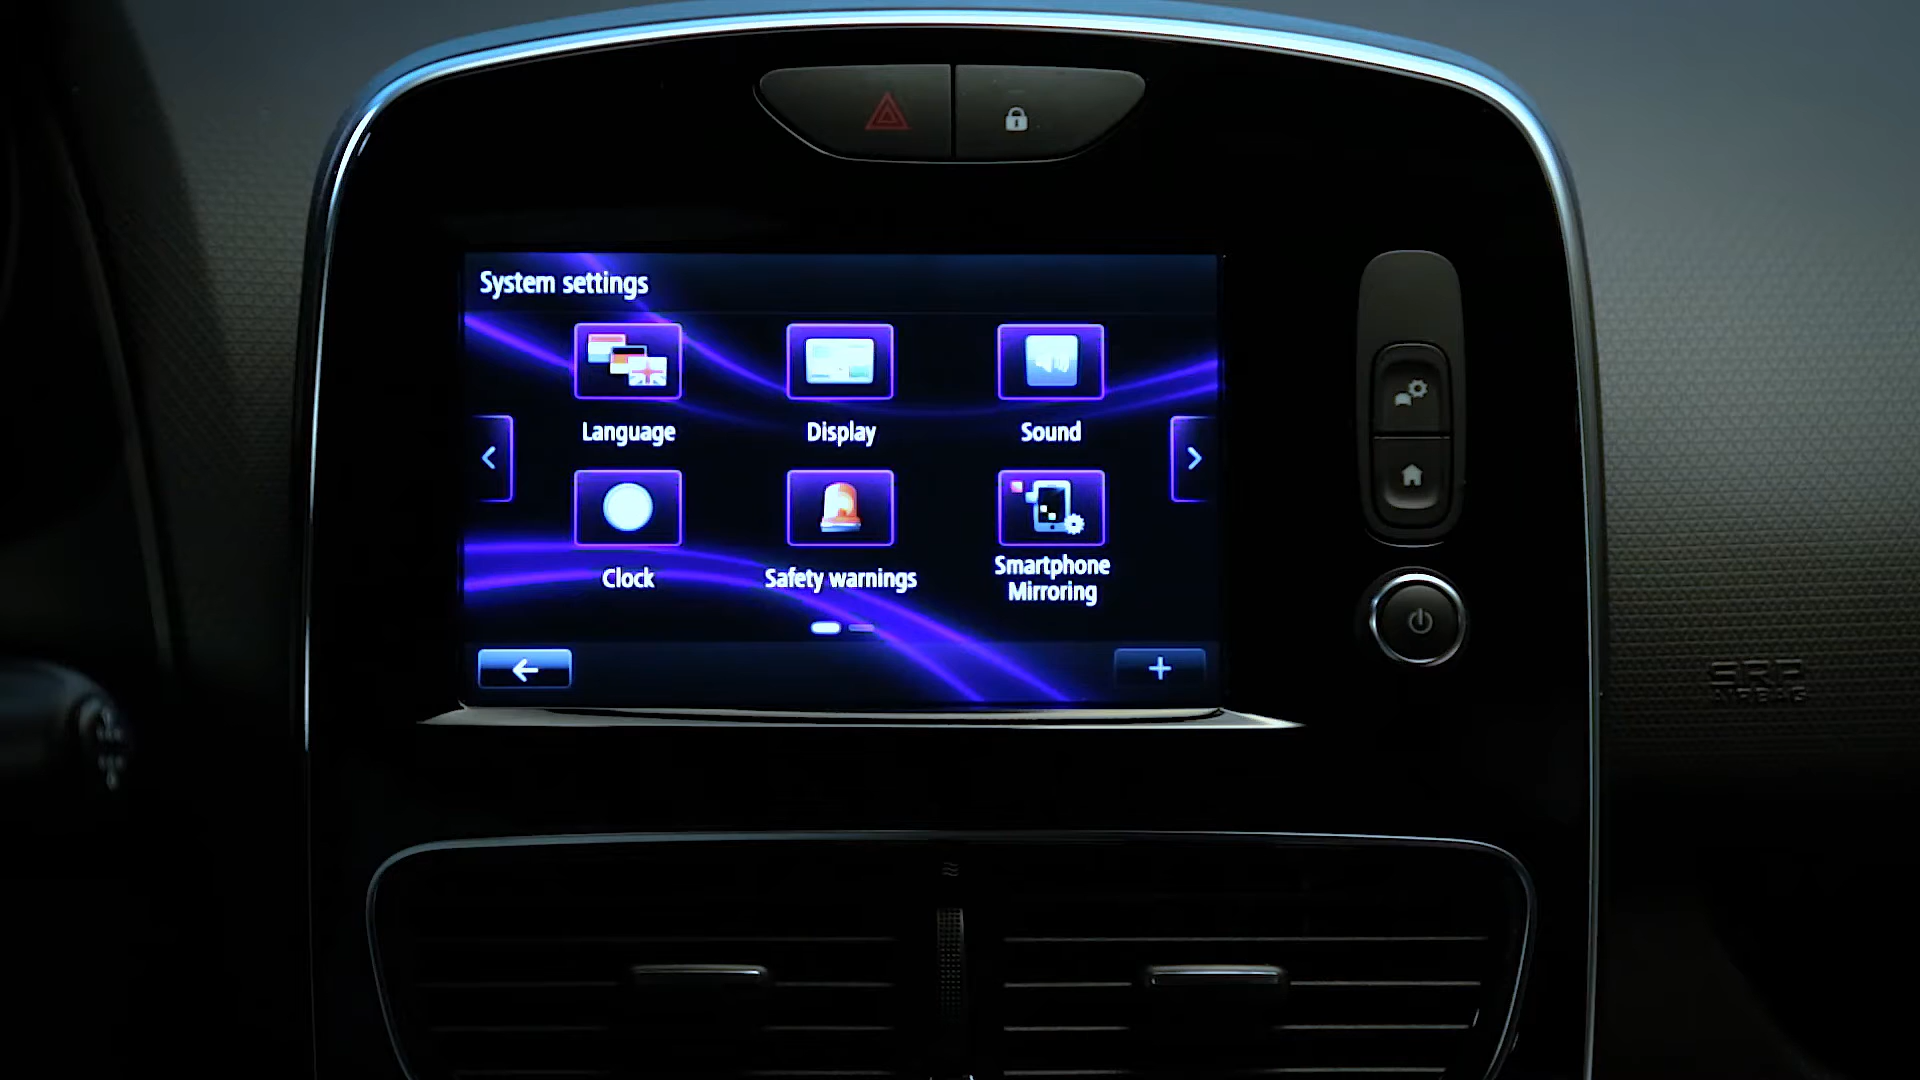 System settings
Language
Display
Sound
Clock
Safety warnings
Smartphone
Mirroring